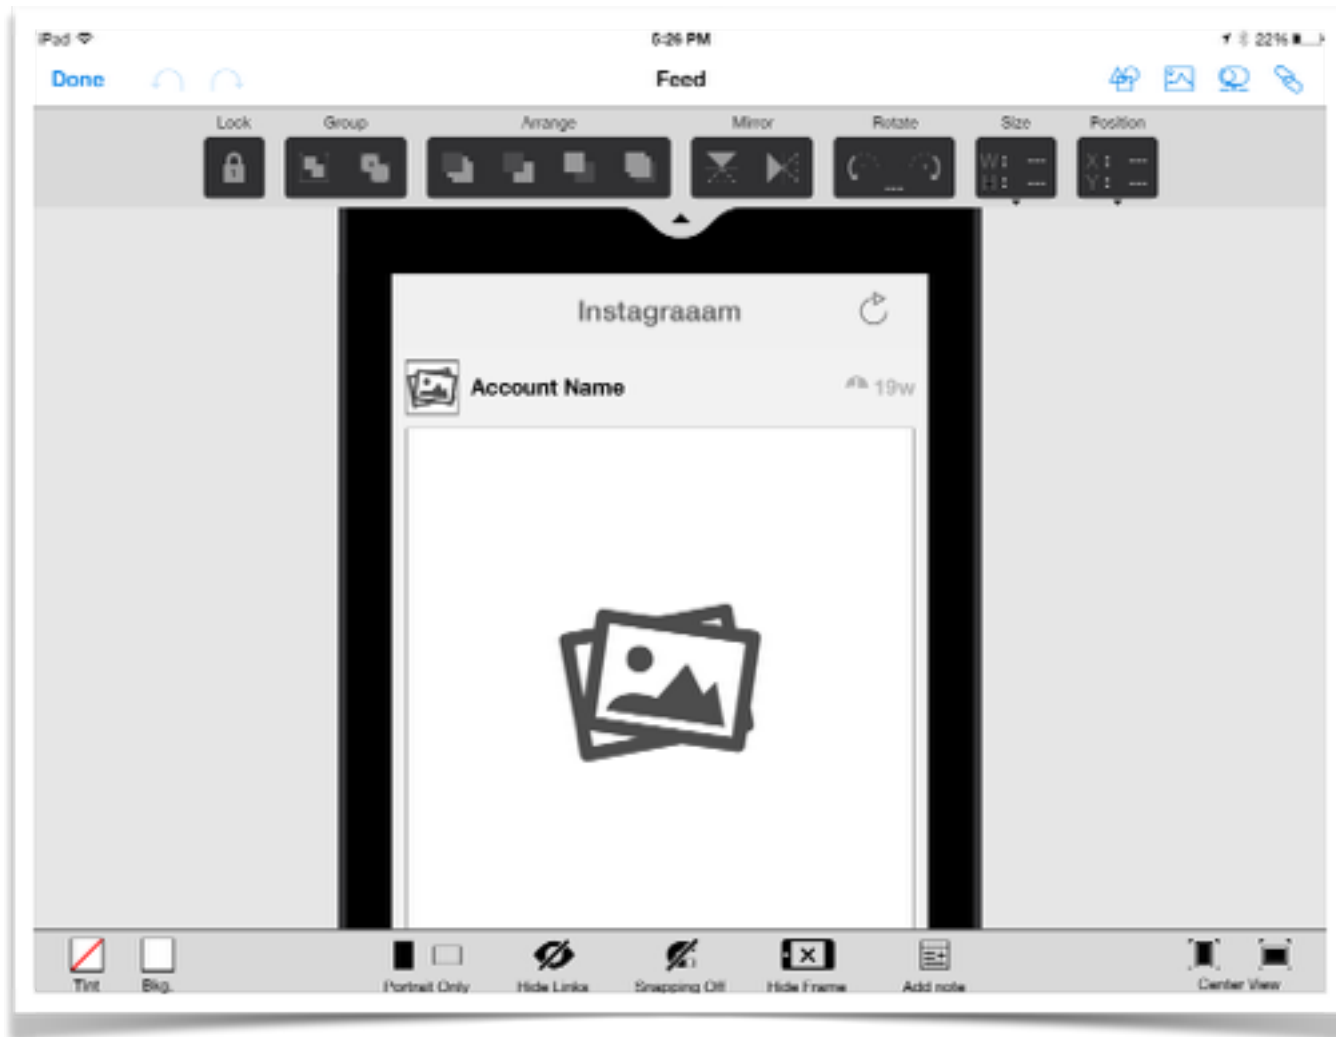 iPad 5:26 PM 22%
Done Feed
Lock Group Arrange Mirror Rotate Size Position
W: --- X: ---
--- H: --- Y: ---
Instagraaam
Account Name 19w
Tint Bkg. Portrait Only Hide Links Snapping Off Hide Frame Add note Center View